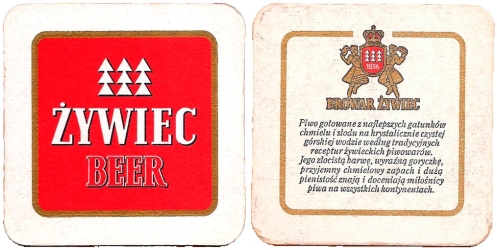 ŻYWIEC
BEER
1856
BROWAR ŻYWIEC
Piwo gotowane z najlepszych gatunków
chmielu i słodu na krystalicznie czystej
górskiej wodzie według tradycyjnych
receptur żywieckich piwowarów.
Jego złocistą barwę, wyraźną goryczkę,
przyjemny chmielowy zapach i dużą
pienistość znają i doceniają miłośnicy
piwa na wszystkich kontynentach.